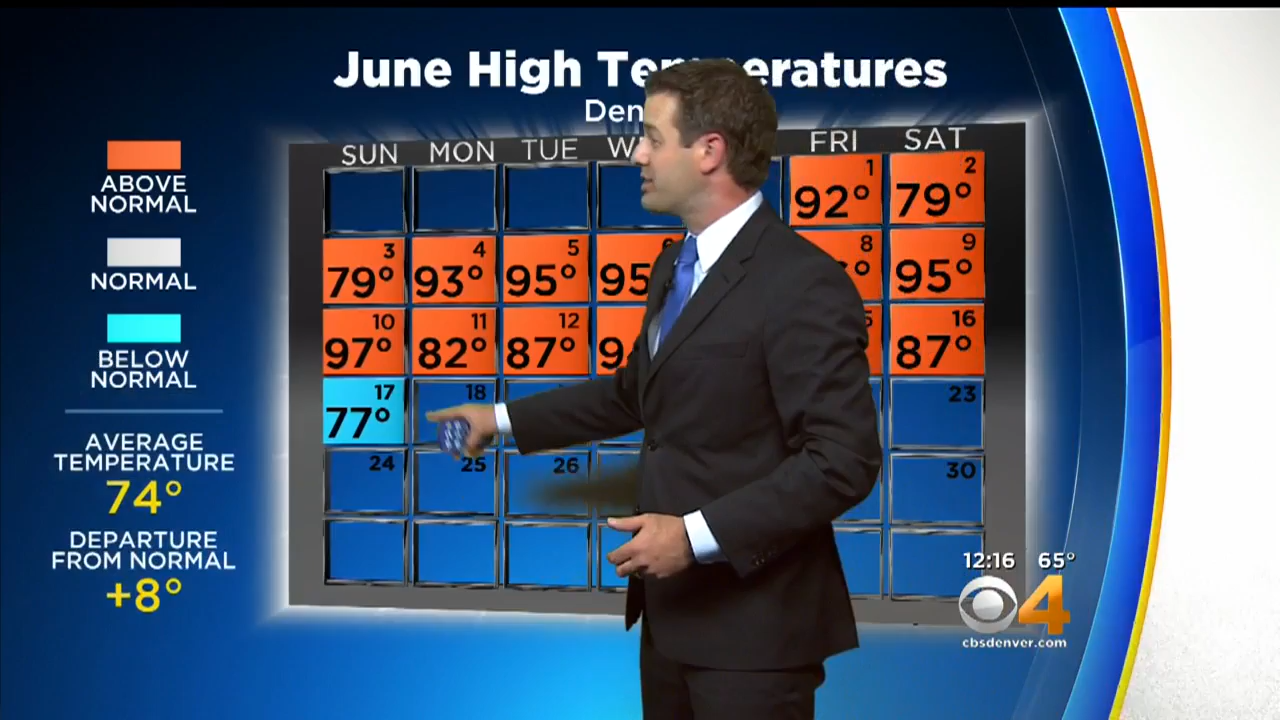 June High Temperatures
SUN MON TUE FRI SAT
1 2
92° 79°
ABOVE
NORMAL
3 4 5 8 9
79° 93° 95° 95 95°
NORMAL
10 11 12 16
97° 82° 87° 87°
BELOW
NORMAL
17 18 23
77°
24 25 26 30
AVERAGE
TEMPERATURE
74°
DEPARTURE
FROM NORMAL
+8°
12:16 65°
4
cbsdenver.com